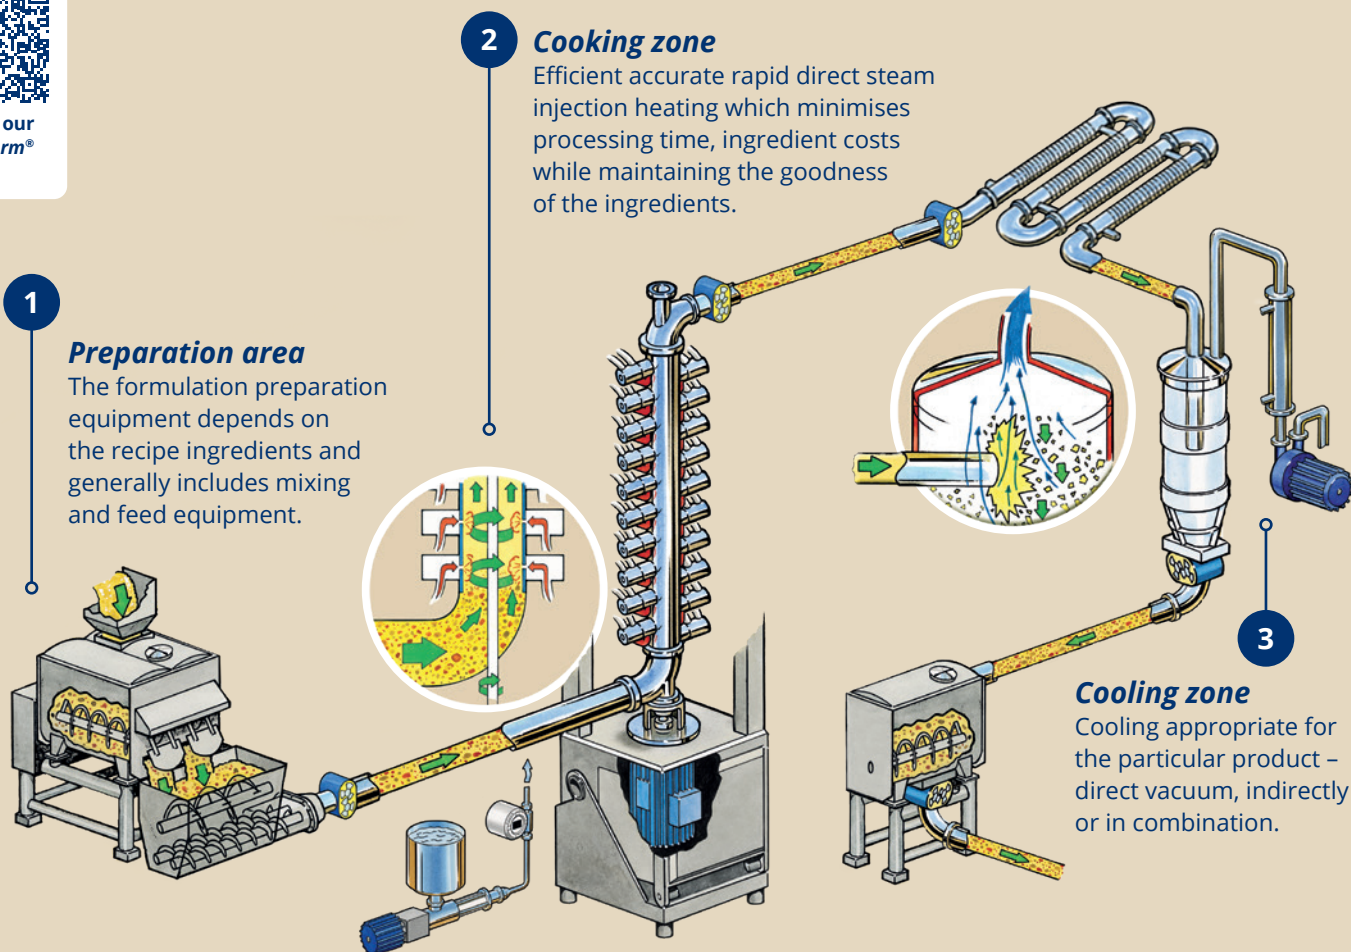 our
rm®
1
Preparation area
The formulation preparation
equipment depends on
the recipe ingredients and
generally includes mixing
and feed equipment.
2
Cooking zone
Efficient accurate rapid direct steam
injection heating which minimises
processing time, ingredient costs
while maintaining the goodness
of the ingredients.
3
Cooling zone
Cooling appropriate for
the particular product –
direct vacuum, indirectly
or in combination.